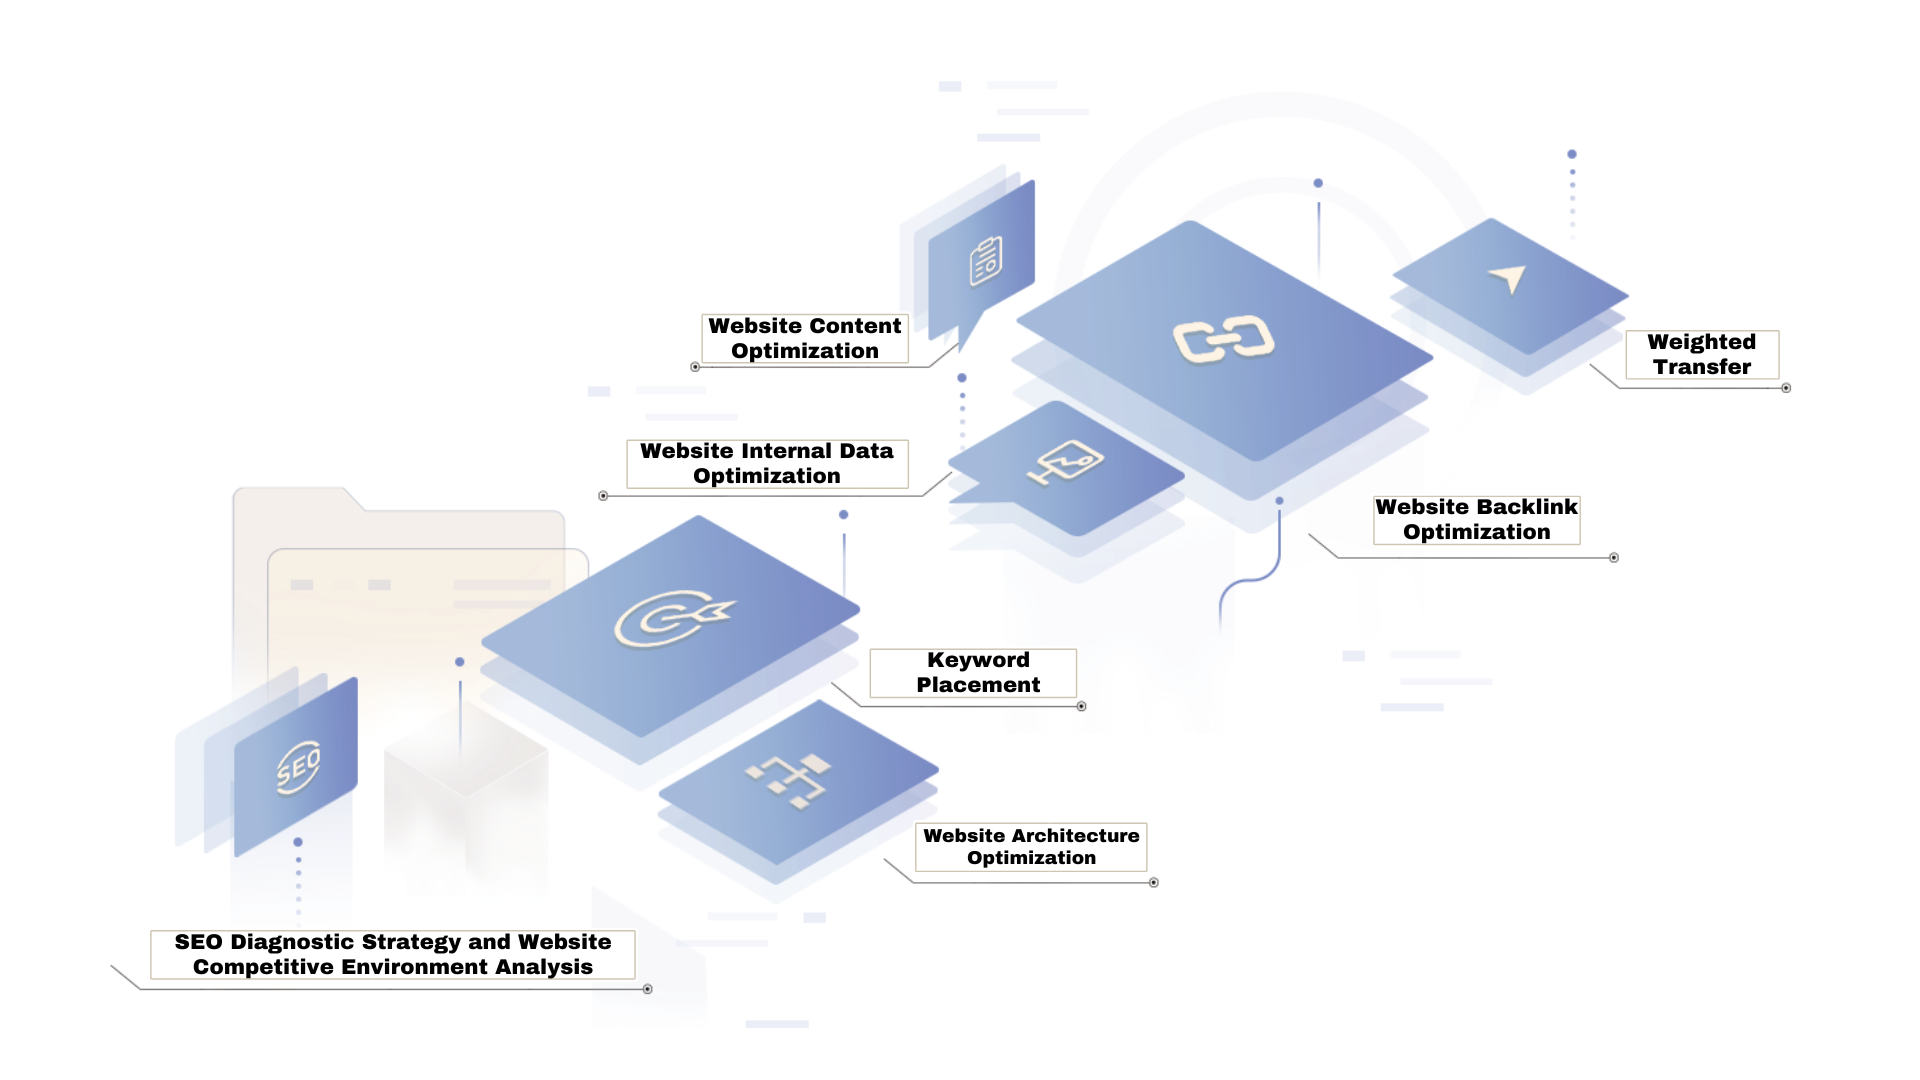 Website Content
Optimization
Weighted
Transfer
Website Internal Data
Optimization
Website Backlink
Optimization
Keyword
Placement
SEO
Website Architecture
Optimization
SEO Diagnostic Strategy and Website
Competitive Environment Analysis